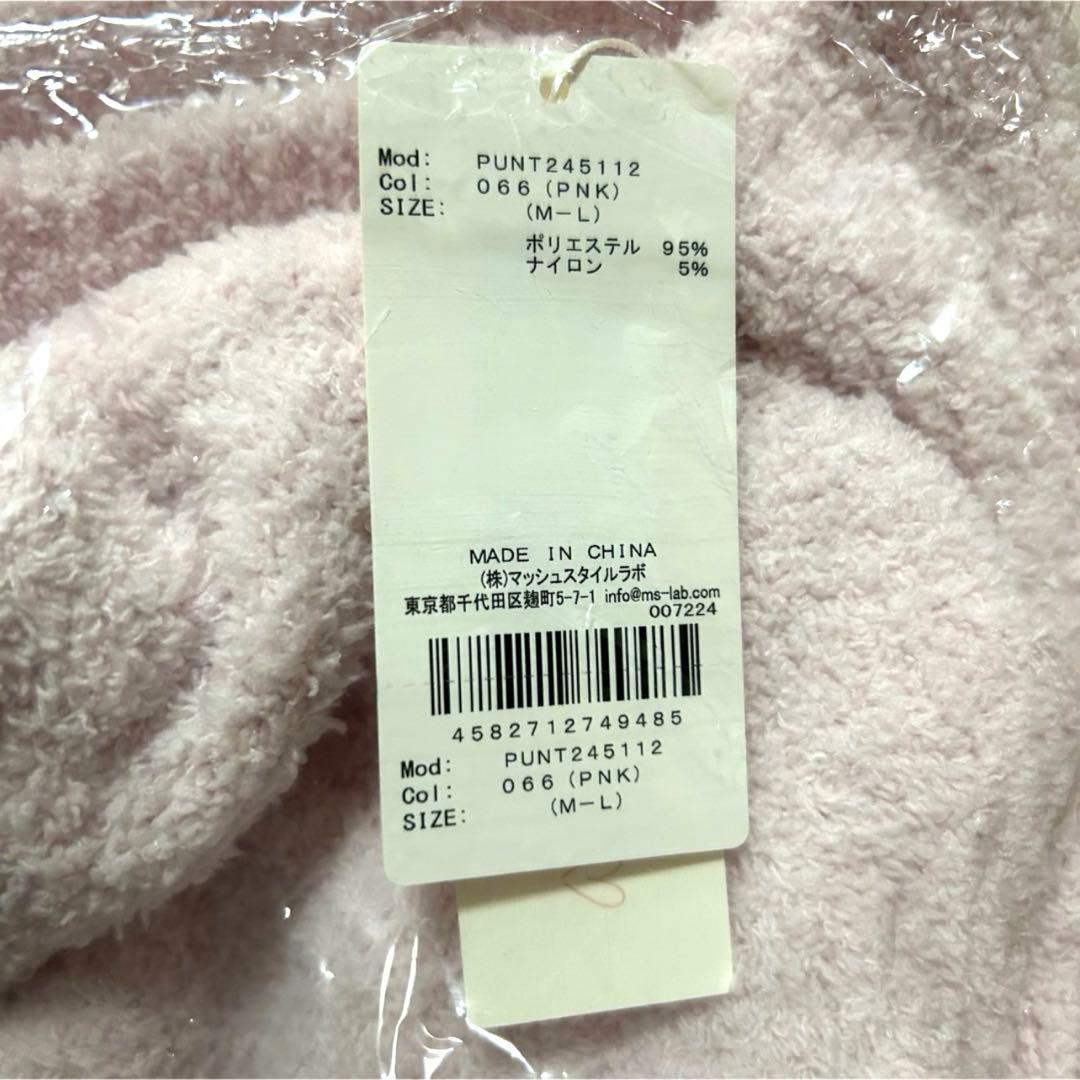 Mod: PUNT245112
Col: 066(PNK)
SIZE: (M-L)
ポリエステル 95%
ナイロン 5%
MADE IN CHINA
(株)マッシュスタイルラボ
東京都千代田区麹町5-7-1 info@ms-lab.com
007224
4582712749485
Mod: PUNT245112
Col: 066(PNK)
SIZE: (M-L)